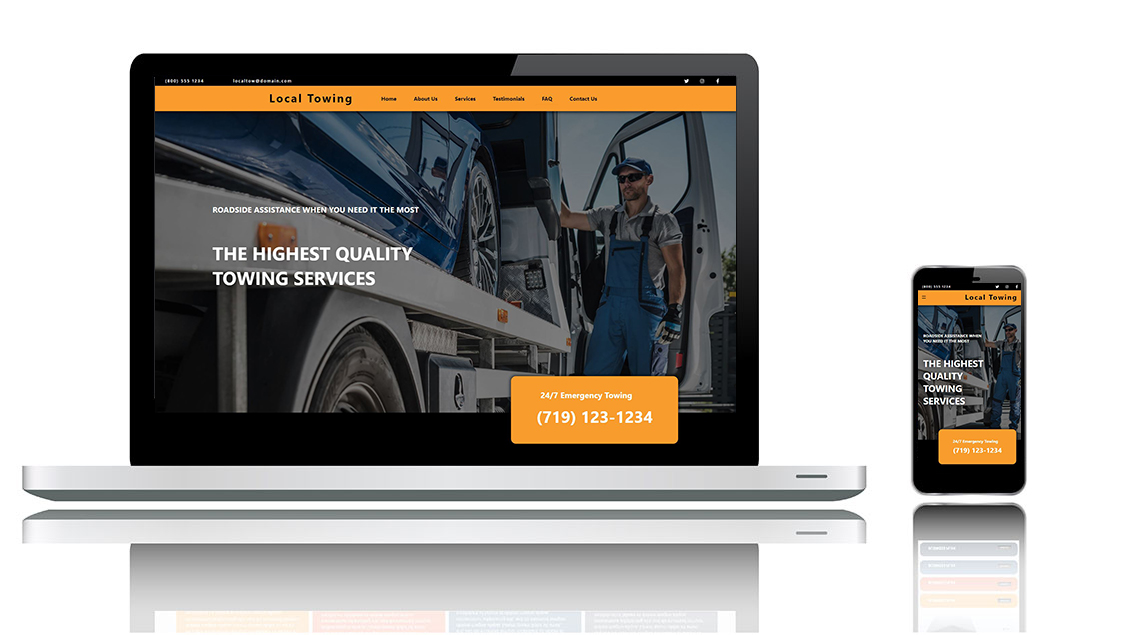 (800) 555 1234
localtow@domain.com
Local Towing
Home
About Us
Services
Testimonials
FAQ
Contact Us
ROADSIDE ASSISTANCE WHEN YOU NEED IT THE MOST
THE HIGHEST QUALITY
TOWING SERVICES
24/7 Emergency Towing
(719) 123-1234
(800) 555 1234
Local Towing
ROADSIDE ASSISTANCE WHEN
YOU NEED IT THE MOST
THE HIGHEST
QUALITY
TOWING
SERVICES
24/7 Emergency Towing
(719) 123-1234